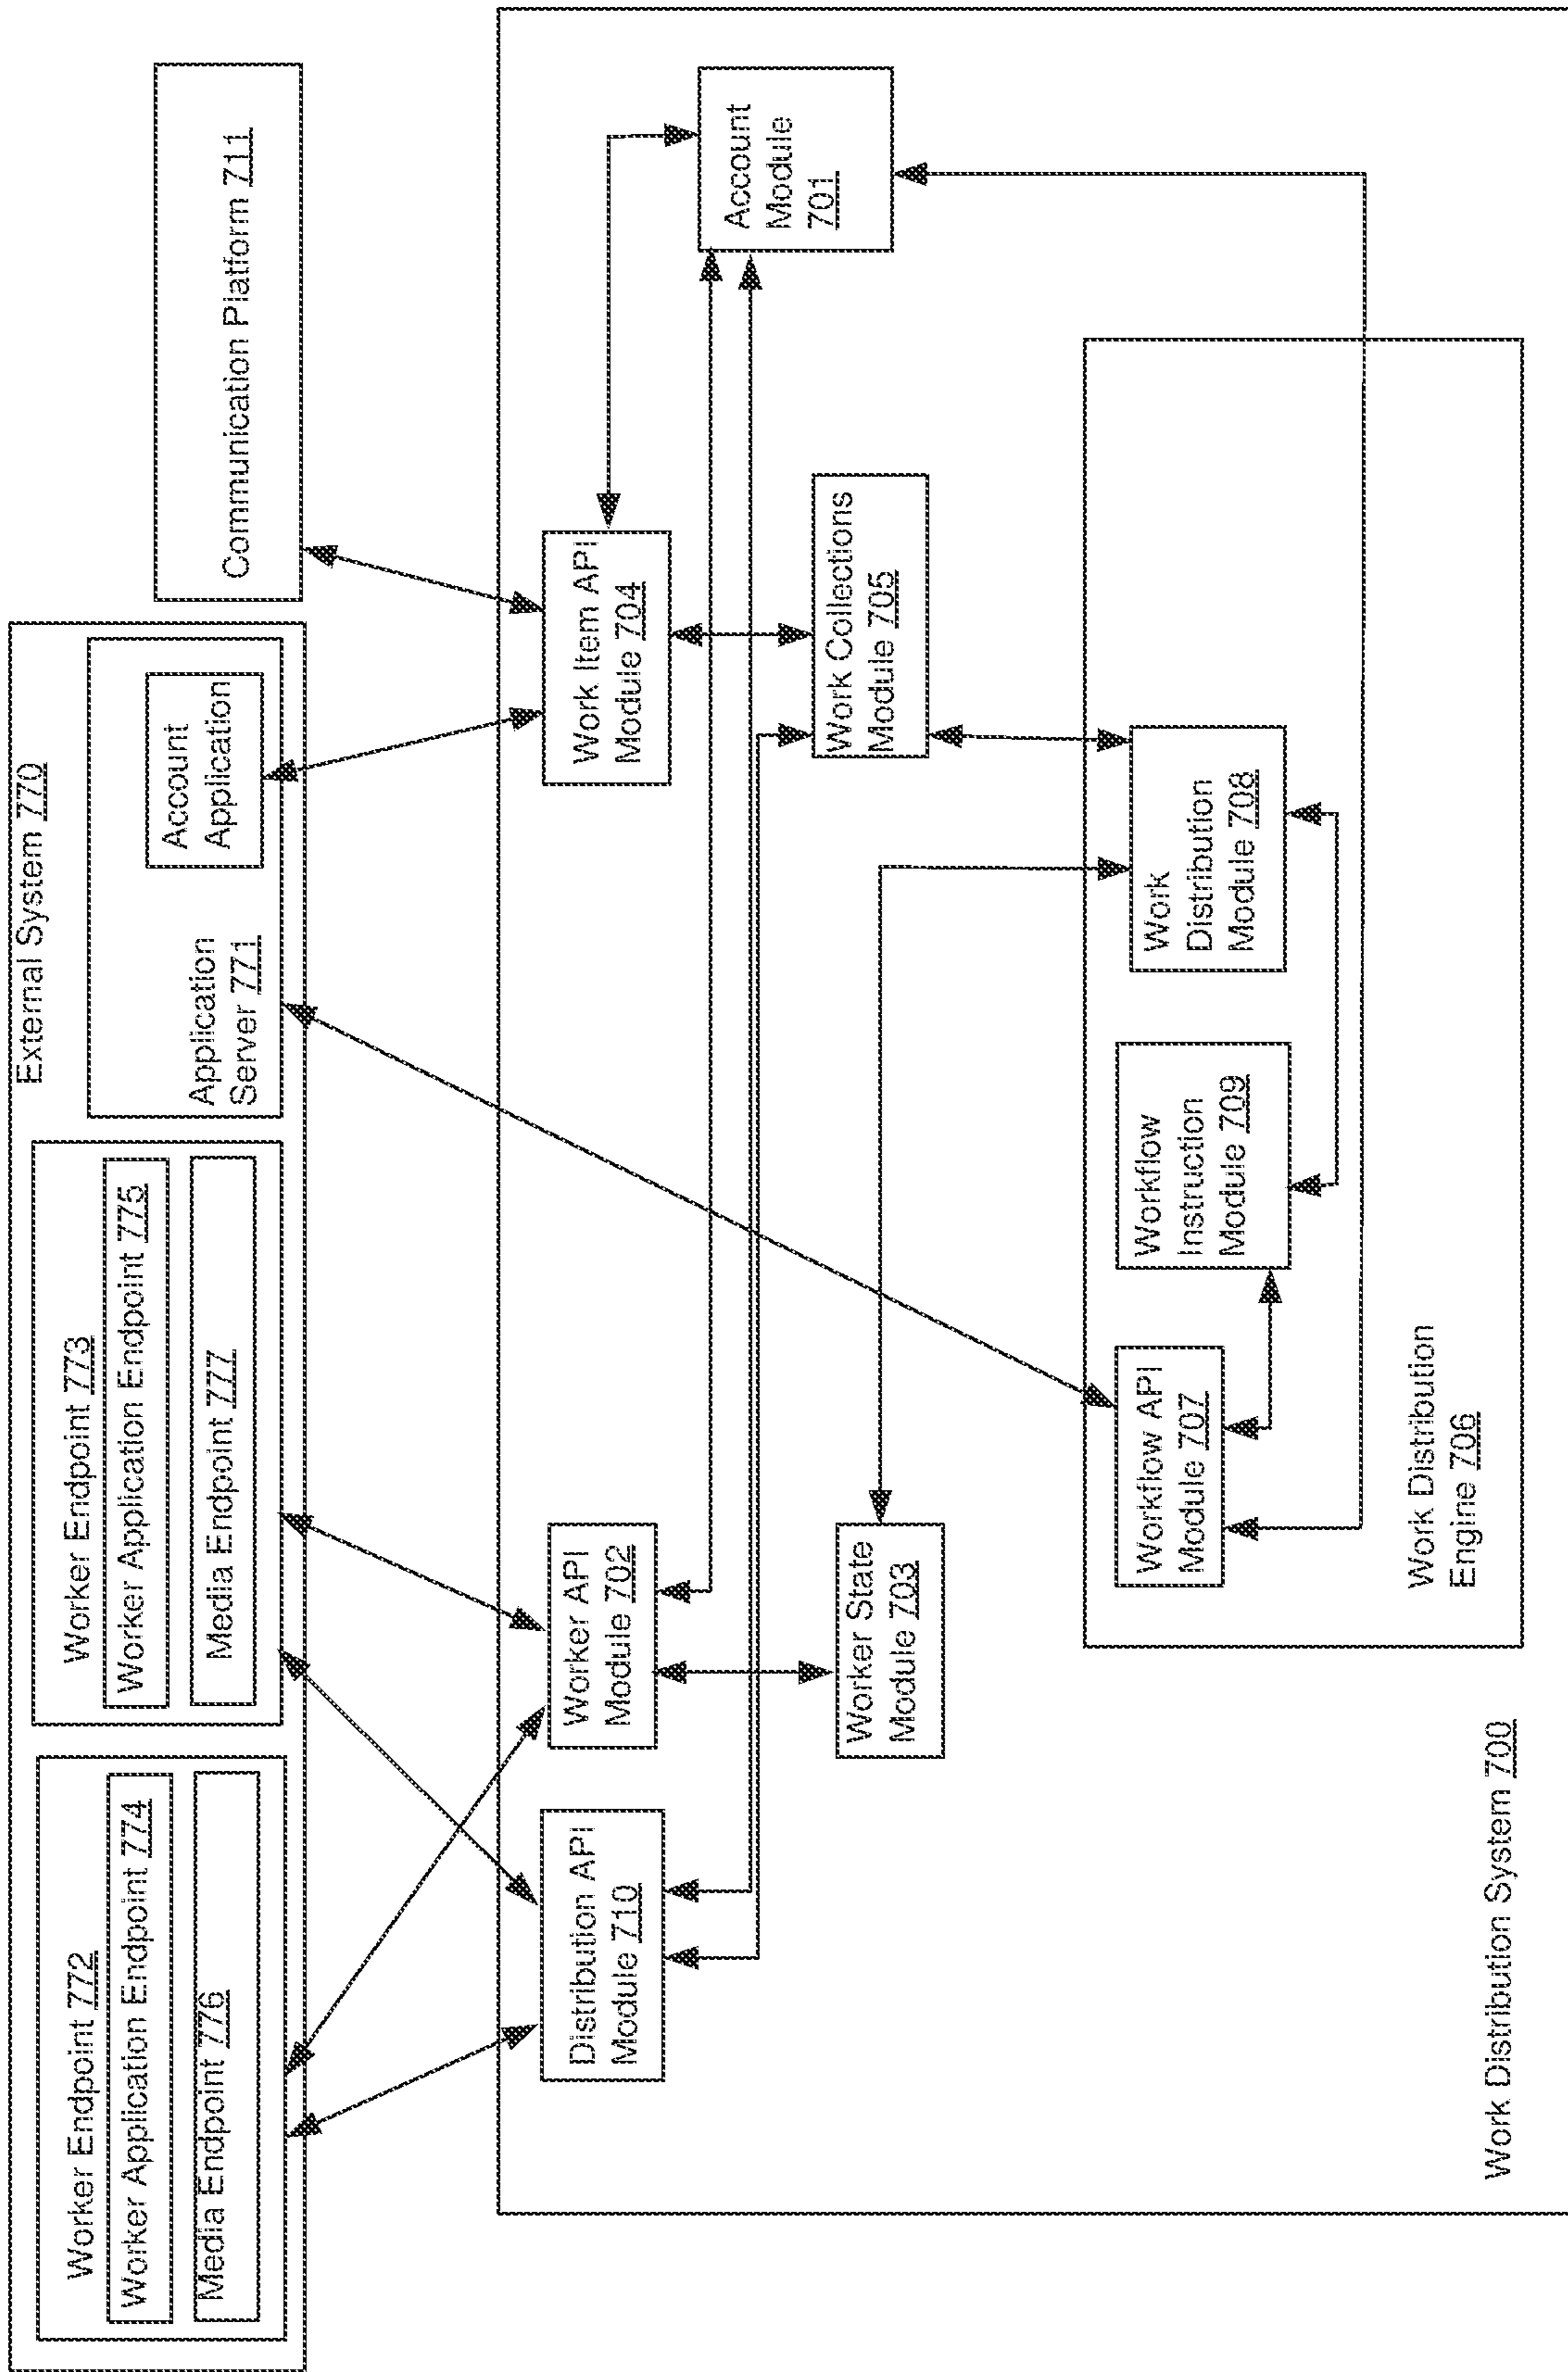 External System 770
Worker Endpoint 772
Worker Application Endpoint 774
Media Endpoint 776
Worker Endpoint 773
Worker Application Endpoint 775
Media Endpoint 777
Application
Server 771
Account
Application
Communication Platform 711
Distribution API
Module 710
Worker API
Module 702
Work Item API
Module 704
Account
Module
701
Worker State
Module 703
Work Collections
Module 705
Workflow API
Module 707
Workflow
Instruction
Module 709
Work
Distribution
Module 708
Work Distribution
Engine 706
Work Distribution System 700